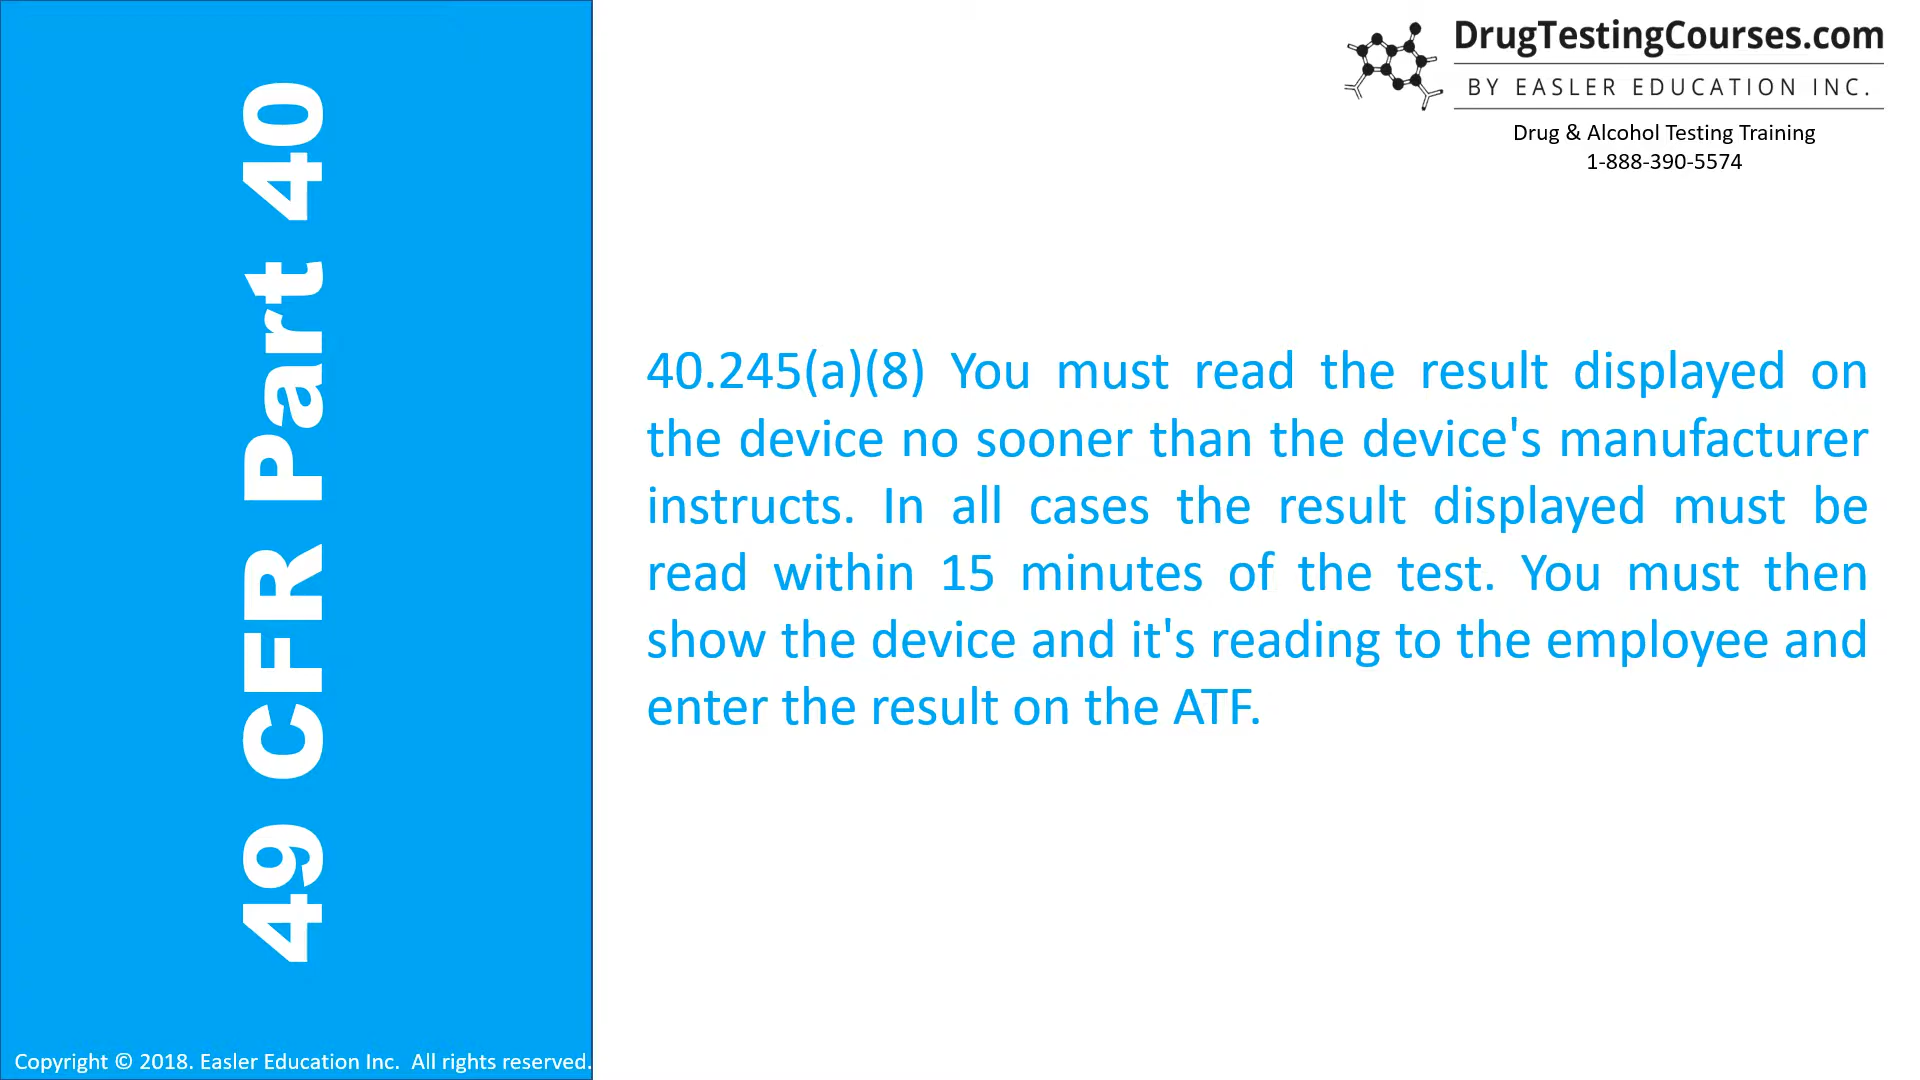 49 CFR Part 40
DrugTestingCourses.com
BY EASLER EDUCATION INC.
Drug & Alcohol Testing Training
1-888-390-5574
40.245(a)(8) You must read the result displayed on
the device no sooner than the device's manufacturer
instructs. In all cases the result displayed must be
read within 15 minutes of the test. You must then
show the device and it's reading to the employee and
enter the result on the ATF.
Copyright © 2018. Easler Education Inc. All rights reserved.